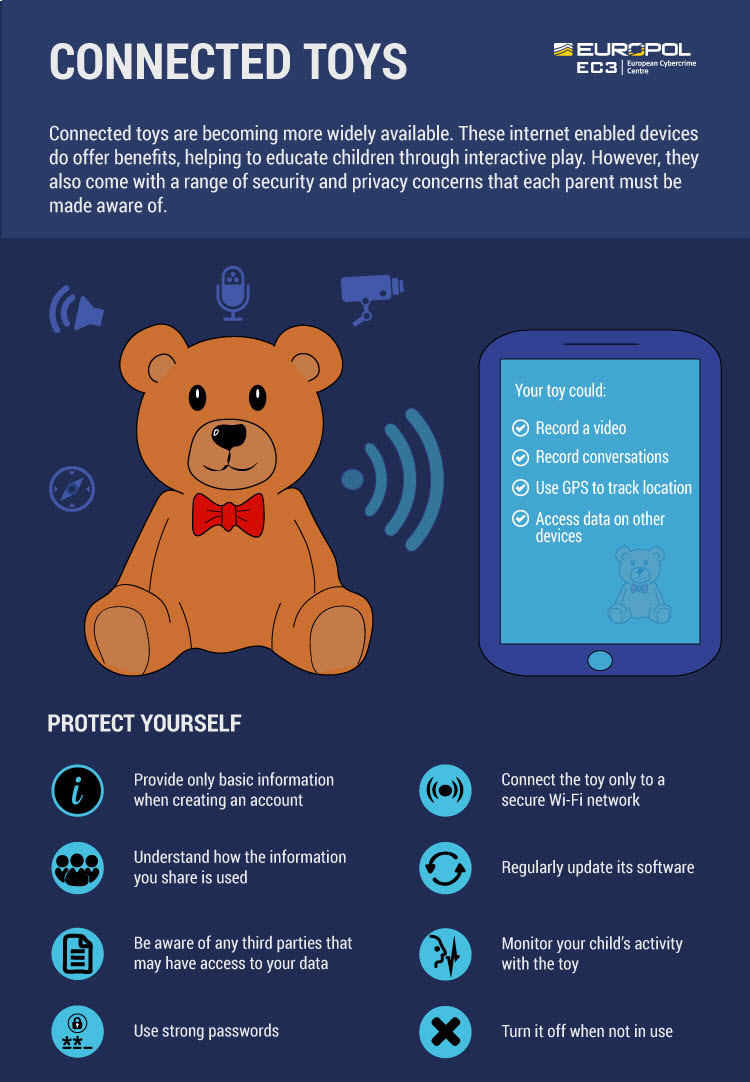 CONNECTED TOYS
EUROPOL
EC3 | European Cybercrime
Centre
Connected toys are becoming more widely available. These internet enabled devices
do offer benefits, helping to educate children through interactive play. However, they
also come with a range of security and privacy concerns that each parent must be
made aware of.
Your toy could:
Record a video
Record conversations
Use GPS to track location
Access data on other
devices
PROTECT YOURSELF
i
Provide only basic information
when creating an account
Understand how the information
you share is used
Be aware of any third parties that
may have access to your data
**_
Use strong passwords
Connect the toy only to a
secure Wi-Fi network
Regularly update its software
Monitor your child's activity
with the toy
Turn it off when not in use